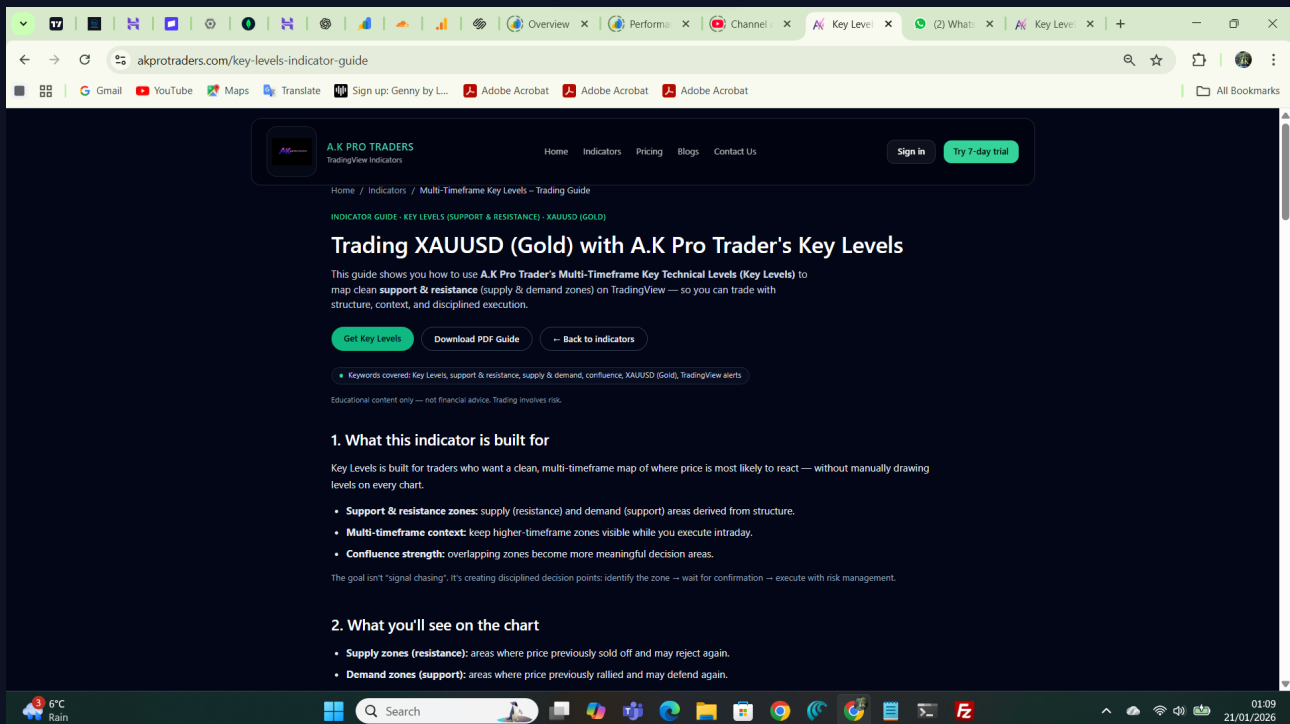 Overview
Performa
Channel
Key Level
(2) Whats
Key Level
akprotraders.com/key-levels-indicator-guide
Gmail
YouTube
Maps
Translate
Sign up: Genny by L...
Adobe Acrobat
Adobe Acrobat
Adobe Acrobat
All Bookmarks
A.K PRO TRADERS
TradingView Indicators
Home
Indicators
Pricing
Blogs
Contact Us
Sign in
Try 7-day trial
Home / Indicators / Multi-Timeframe Key Levels – Trading Guide
INDICATOR GUIDE · KEY LEVELS (SUPPORT & RESISTANCE) · XAUUSD (GOLD)
Trading XAUUSD (Gold) with A.K Pro Trader's Key Levels
This guide shows you how to use A.K Pro Trader's Multi-Timeframe Key Technical Levels (Key Levels) to
map clean support & resistance (supply & demand zones) on TradingView — so you can trade with
structure, context, and disciplined execution.
Get Key Levels
Download PDF Guide
← Back to indicators
Keywords covered: Key Levels, support & resistance, supply & demand, confluence, XAUUSD (Gold), TradingView alerts
Educational content only — not financial advice. Trading involves risk.
1. What this indicator is built for
Key Levels is built for traders who want a clean, multi-timeframe map of where price is most likely to react — without manually drawing
levels on every chart.
• Support & resistance zones: supply (resistance) and demand (support) areas derived from structure.
• Multi-timeframe context: keep higher-timeframe zones visible while you execute intraday.
• Confluence strength: overlapping zones become more meaningful decision areas.
The goal isn't "signal chasing". It's creating disciplined decision points: identify the zone → wait for confirmation → execute with risk management.
2. What you'll see on the chart
• Supply zones (resistance): areas where price previously sold off and may reject again.
• Demand zones (support): areas where price previously rallied and may defend again.
3
6°C
Rain
Search
01:09
21/01/2026